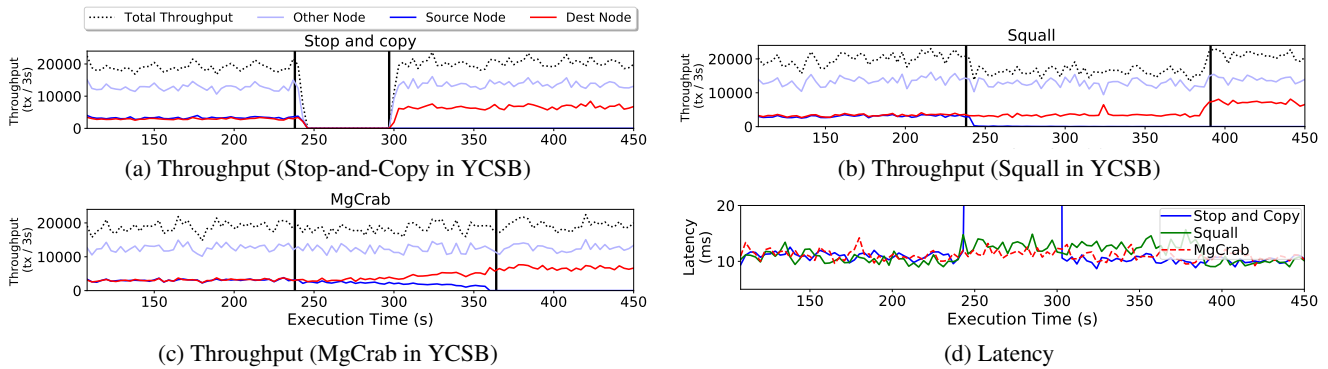 Total Throughput Other Node Source Node Dest Node
Stop and copy
Throughput
(tx / 3s)
20000
10000
0
150 200 250 300 350 400 450
(a) Throughput (Stop-and-Copy in YCSB)
Squall
Throughput
(tx / 3s)
20000
10000
0
150 200 250 300 350 400 450
(b) Throughput (Squall in YCSB)
MgCrab
Throughput
(tx / 3s)
20000
10000
0
150 200 250 300 350 400 450
Execution Time (s)
(c) Throughput (MgCrab in YCSB)
Latency
(ms)
20
10
Stop and Copy
Squall
MgCrab
150 200 250 300 350 400 450
Execution Time (s)
(d) Latency